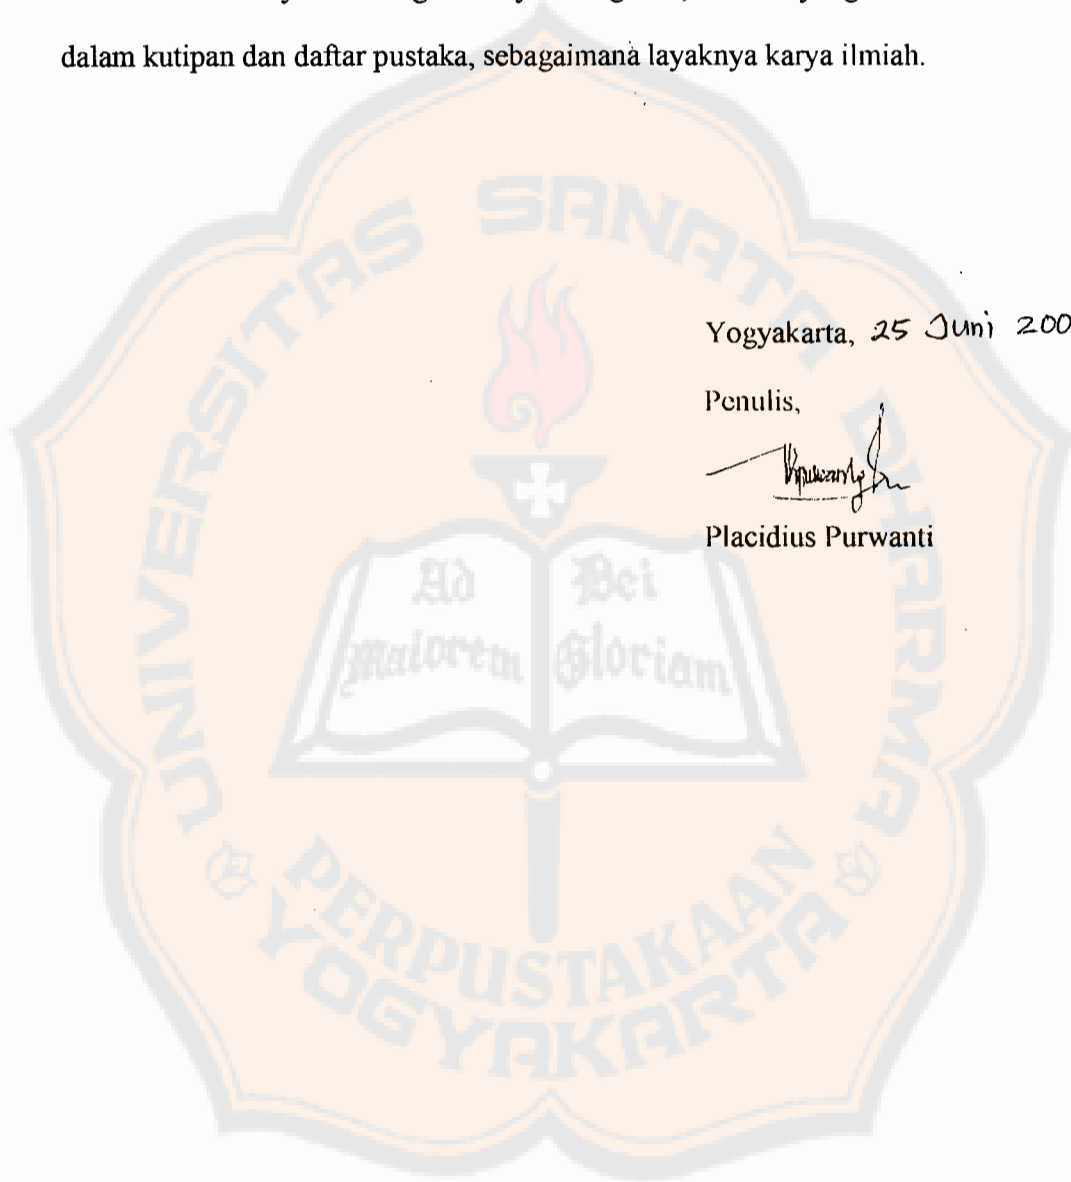 dalam kutipan dan daftar pustaka, sebagaimana layaknya karya ilmiah.
UNIVERSITAS SANATA DHARMA
Yogyakarta, 25 Juni 200
Penulis,
Placidius Purwanti
Ad Dei
Maiorem Gloriam
PERPUSTAKAAN
YOGYAKARTA